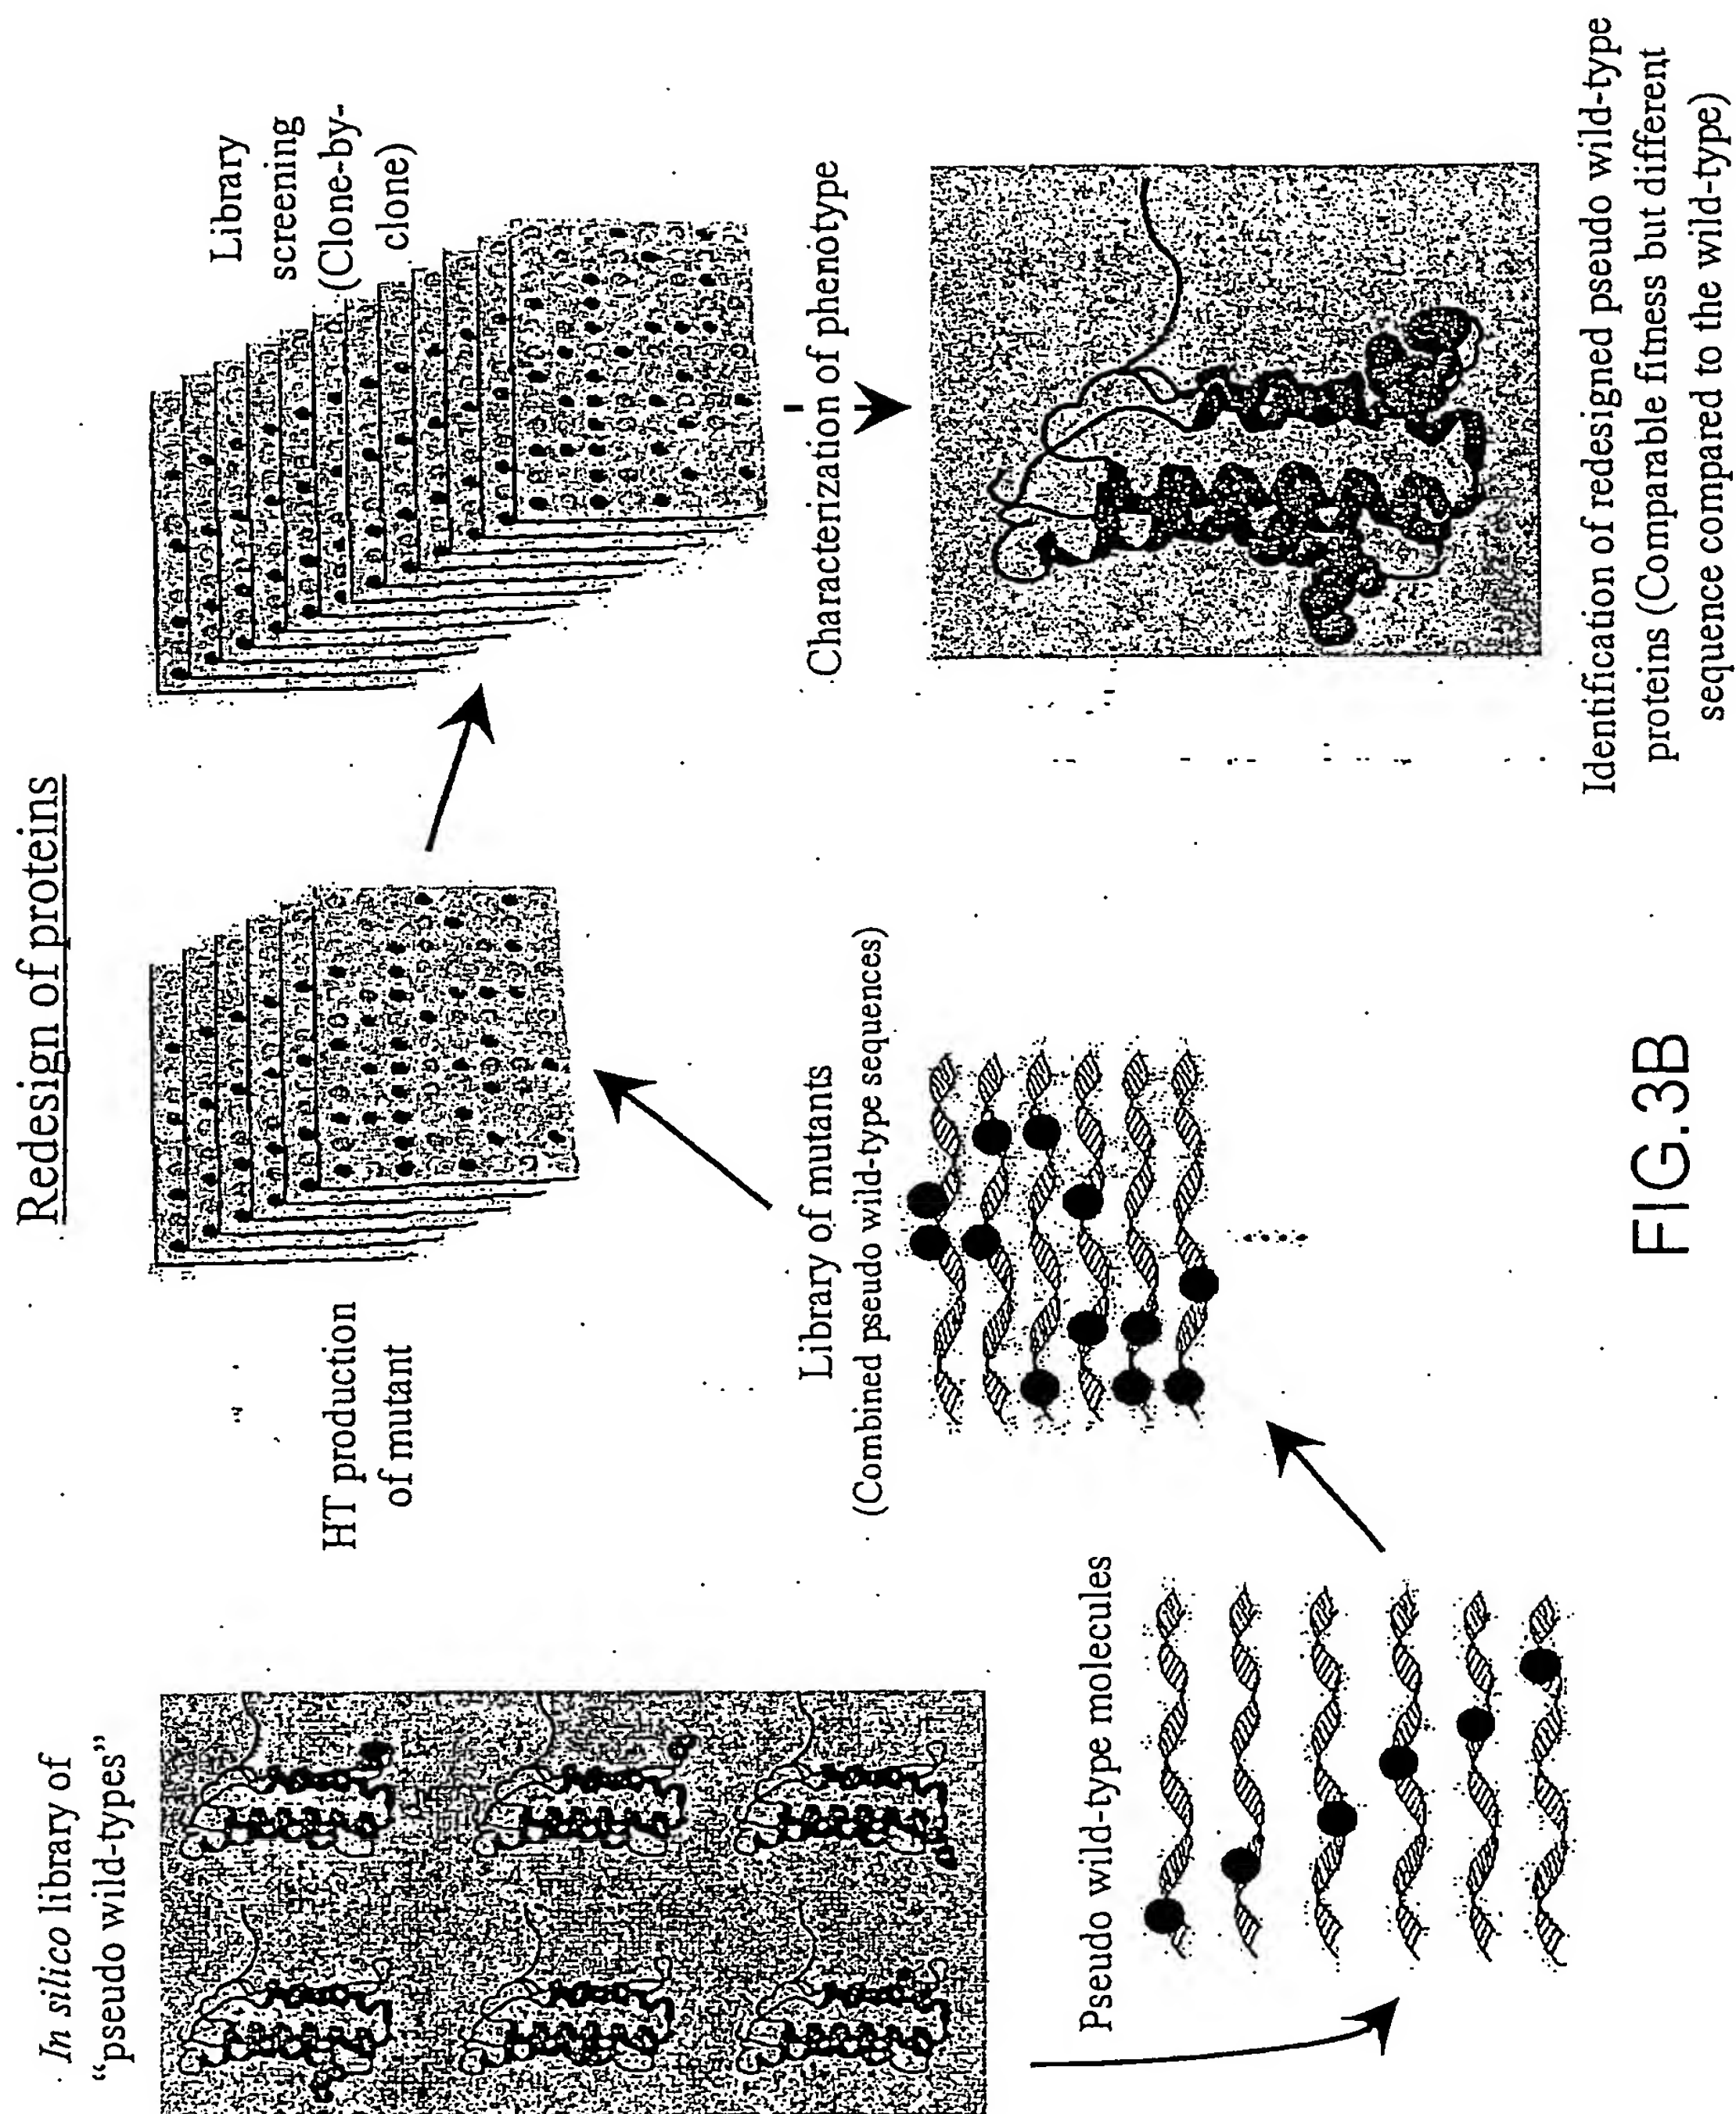 Redesign of proteins
In silico library of
“pseudo wild-types”
Pseudo wild-type molecules
Library of mutants
(Combined pseudo wild-type sequences)
HT production
of mutant
Library
screening
(Clone-by-
clone)
Characterization of phenotype
Identification of redesigned pseudo wild-type
proteins (Comparable fitness but different
sequence compared to the wild-type)
FIG.3B